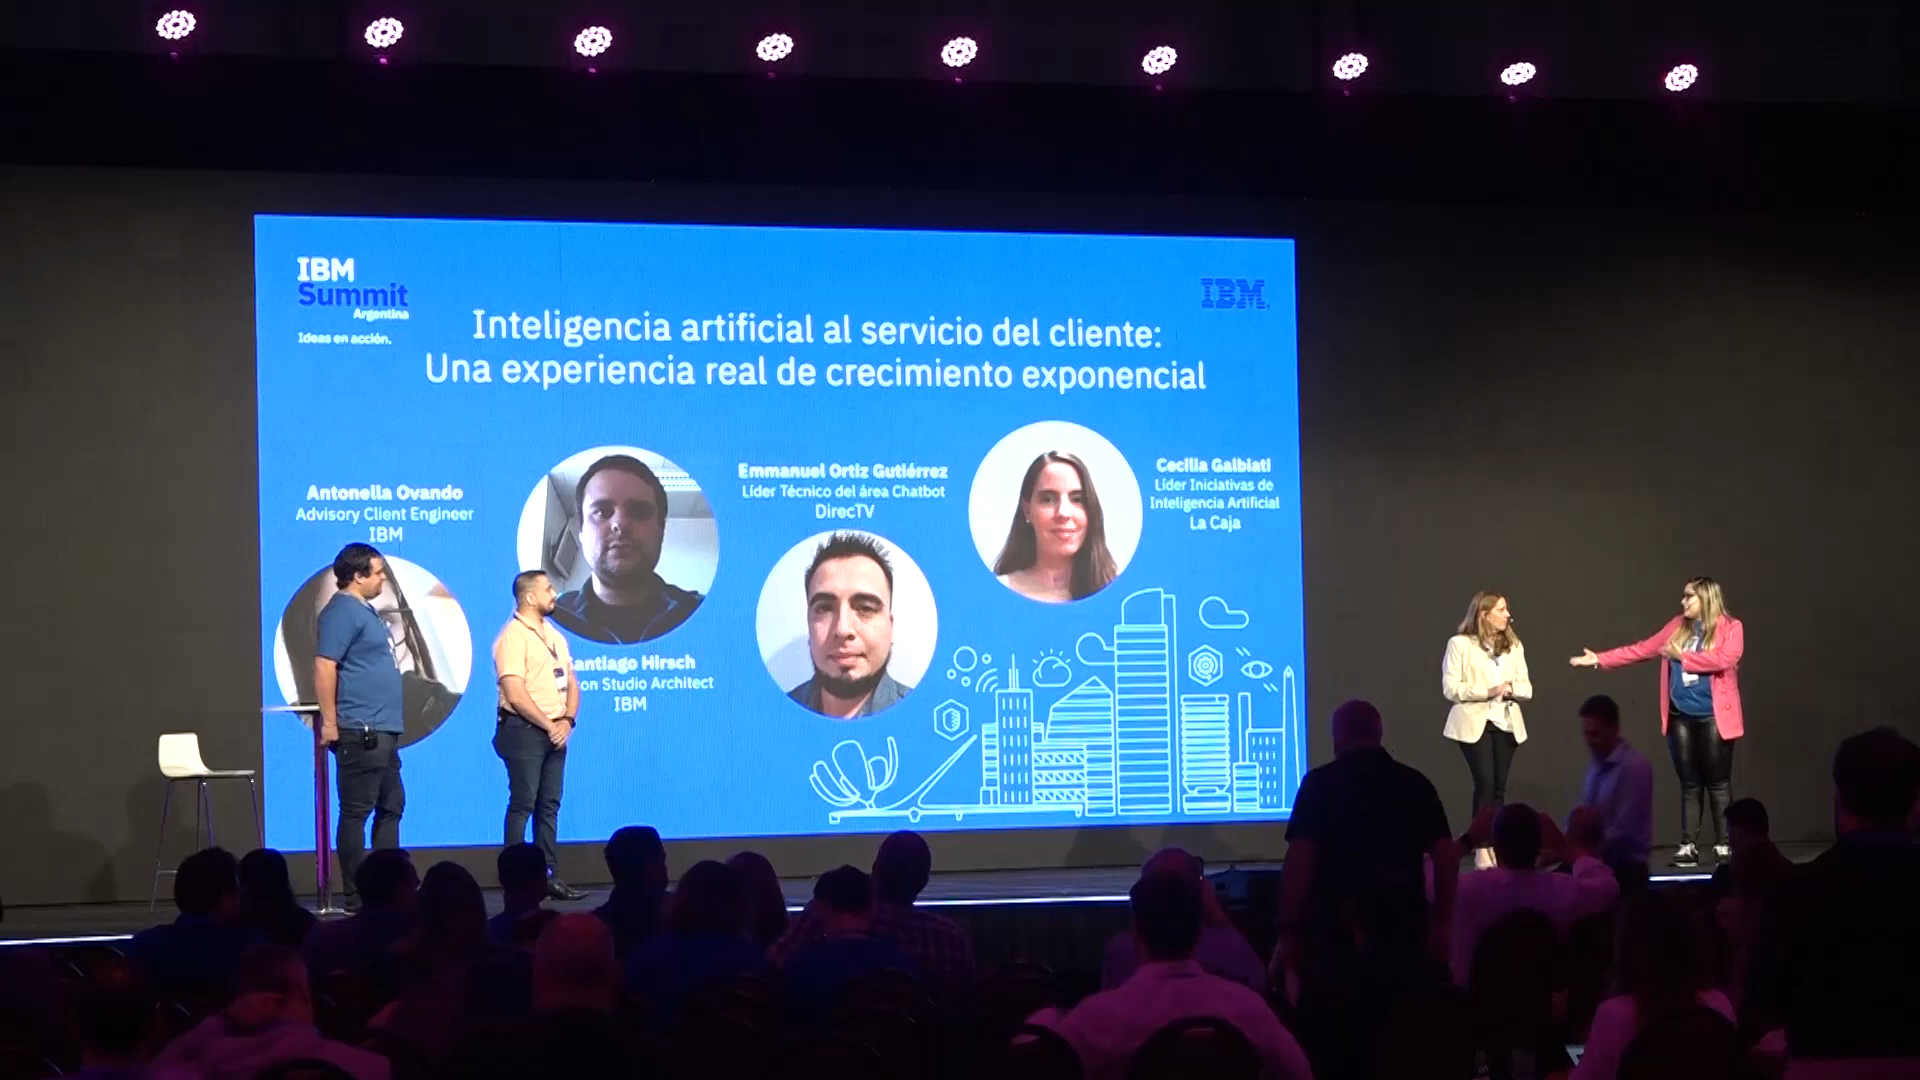 IBM
Summit
Argentina
Ideas en acción.
IBM
Inteligencia artificial al servicio del cliente:
Una experiencia real de crecimiento exponencial
Antonella Ovando
Advisory Client Engineer
IBM
Santiago Hirsch
on Studio Architect
IBM
Emmanuel Ortiz Gutiérrez
Líder Técnico del área Chatbot
DirecTV
Cecilia Galbiati
Líder Iniciativas de
Inteligencia Artificial
La Caja